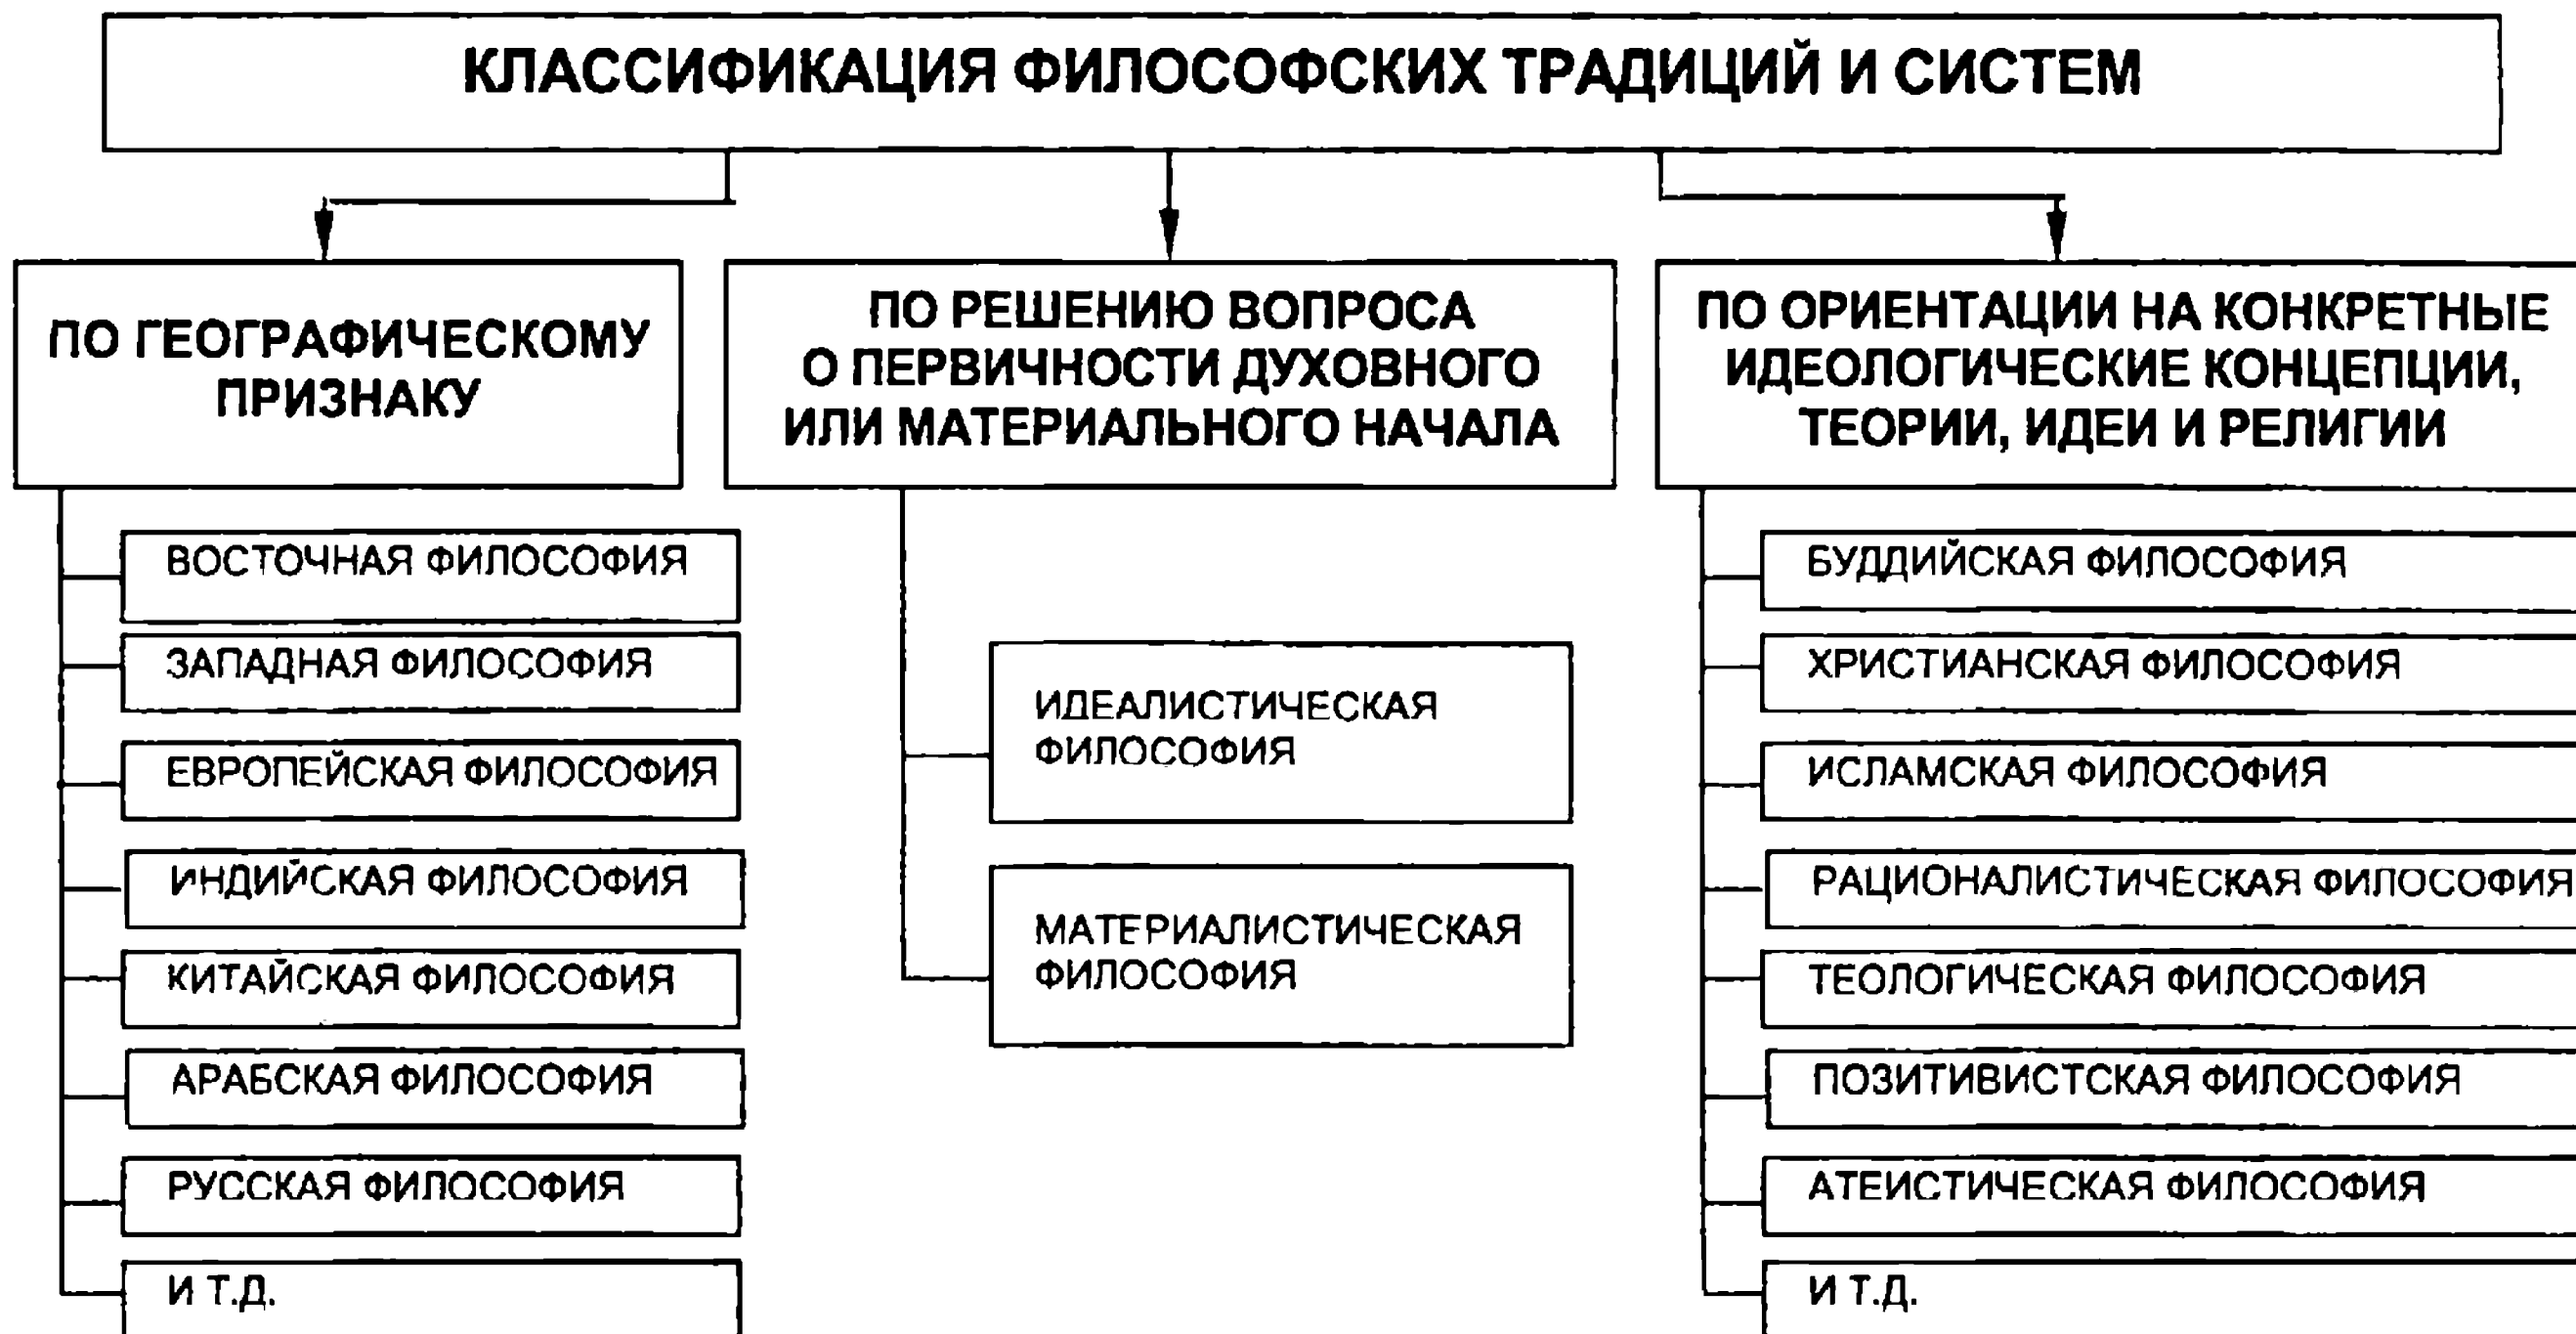 КЛАССИФИКАЦИЯ ФИЛОСОФСКИХ ТРАДИЦИЙ И СИСТЕМ
ПО ГЕОГРАФИЧЕСКОМУ
ПРИЗНАКУ
ВОСТОЧНАЯ ФИЛОСОФИЯ
ЗАПАДНАЯ ФИЛОСОФИЯ
ЕВРОПЕЙСКАЯ ФИЛОСОФИЯ
ИНДИЙСКАЯ ФИЛОСОФИЯ
КИТАЙСКАЯ ФИЛОСОФИЯ
АРАБСКАЯ ФИЛОСОФИЯ
РУССКАЯ ФИЛОСОФИЯ
И Т.Д.
ПО РЕШЕНИЮ ВОПРОСА
О ПЕРВИЧНОСТИ ДУХОВНОГО
ИЛИ МАТЕРИАЛЬНОГО НАЧАЛА
ИДЕАЛИСТИЧЕСКАЯ
ФИЛОСОФИЯ
МАТЕРИАЛИСТИЧЕСКАЯ
ФИЛОСОФИЯ
ПО ОРИЕНТАЦИИ НА КОНКРЕТНЫЕ
ИДЕОЛОГИЧЕСКИЕ КОНЦЕПЦИИ,
ТЕОРИИ, ИДЕИ И РЕЛИГИИ
БУДДИЙСКАЯ ФИЛОСОФИЯ
ХРИСТИАНСКАЯ ФИЛОСОФИЯ
ИСЛАМСКАЯ ФИЛОСОФИЯ
РАЦИОНАЛИСТИЧЕСКАЯ ФИЛОСОФИЯ
ТЕОЛОГИЧЕСКАЯ ФИЛОСОФИЯ
ПОЗИТИВИСТСКАЯ ФИЛОСОФИЯ
АТЕИСТИЧЕСКАЯ ФИЛОСОФИЯ
И Т.Д.